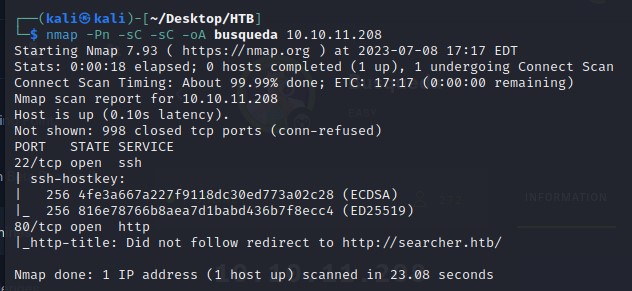 ┌──(kali㉿kali)-[~/Desktop/HTB]
└─$ nmap -Pn -sC -sC -oA busqueda 10.10.11.208
Starting Nmap 7.93 ( https://nmap.org ) at 2023-07-08 17:17 EDT
Stats: 0:00:18 elapsed; 0 hosts completed (1 up), 1 undergoing Connect Scan
Connect Scan Timing: About 99.99% done; ETC: 17:17 (0:00:00 remaining)
Nmap scan report for 10.10.11.208
Host is up (0.10s latency).
Not shown: 998 closed tcp ports (conn-refused)
PORT   STATE SERVICE
22/tcp open  ssh
| ssh-hostkey:
|   256 4fe3a667a227f9118dc30ed773a02c28 (ECDSA)
|_  256 816e78766b8aea7d1babd436b7f8ecc4 (ED25519)
INFORMATION
80/tcp open  http
|_http-title: Did not follow redirect to http://searcher.htb/
Nmap done: 1 IP address (1 host up) scanned in 23.08 seconds